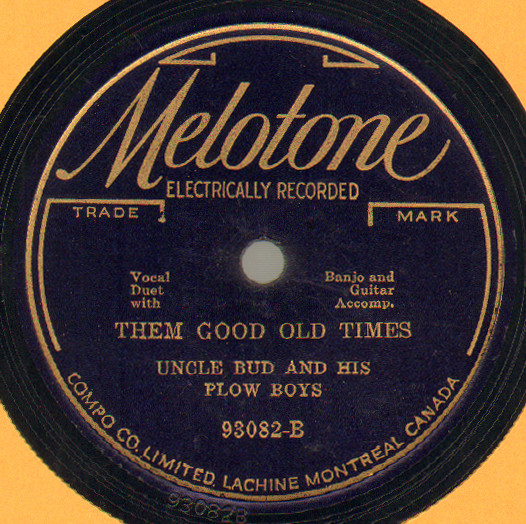 Melotone
ELECTRICALLY RECORDED
TRADE MARK
Vocal Duet with
Banjo and Guitar Accomp.
THEM GOOD OLD TIMES
UNCLE BUD AND HIS
PLOW BOYS
93082-B
COMPO CO. LIMITED, LACHINE MONTREAL CANADA
93082B